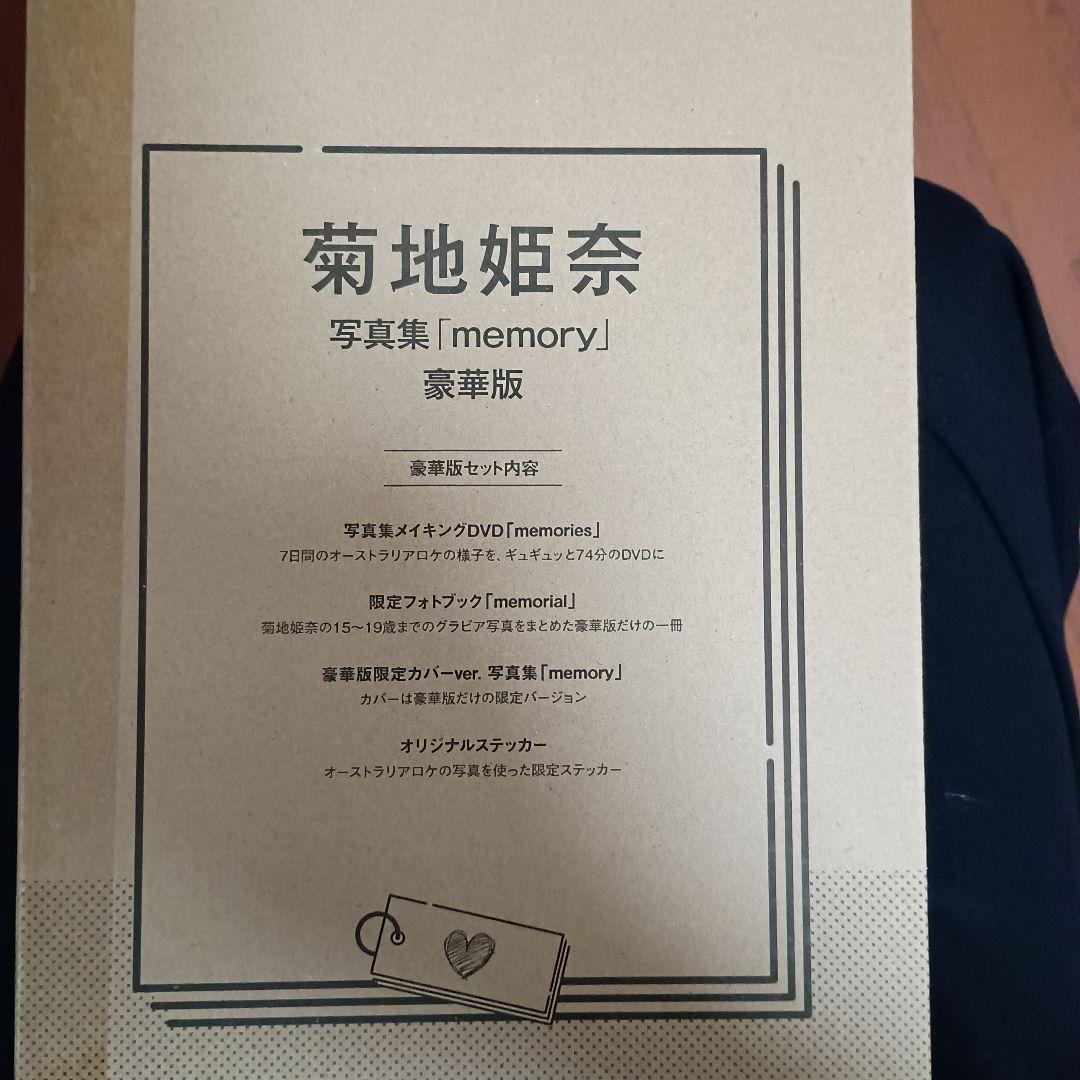 菊地姫奈
写真集「memory」
豪華版
豪華版セット内容
写真集メイキングDVD「memories」
7日間のオーストラリアロケの様子を、ギュギュッと74分のDVDに
限定フォトブック「memorial」
菊地姫奈の15〜19歳までのグラビア写真をまとめた豪華版だけの一冊
豪華版限定カバーver. 写真集「memory」
カバーは豪華版だけの限定バージョン
オリジナルステッカー
オーストラリアロケの写真を使った限定ステッカー